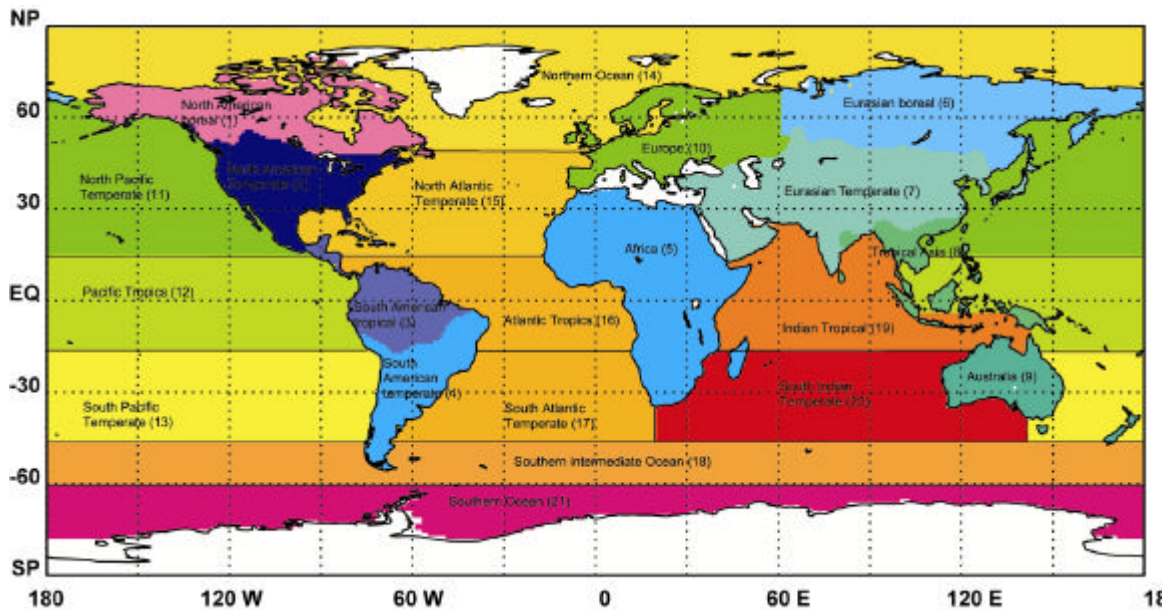 NP
Northern Ocean (14)
North American
boreal (1)
Eurasian boreal (6)
60
Europe (10)
North American
Temperate (2)
North Pacific
Temperate (11)
North Atlantic
Temperate (15)
Eurasian Temperate (7)
30
Africa (5)
Tropical Asia (8)
Pacific Tropics (12)
EQ
South American
tropical (3)
Atlantic Tropics (16)
Indian Tropical (19)
-30
South
American
temperate (4)
South Indian
Temperate (20)
Australia (9)
South Pacific
Temperate (13)
South Atlantic
Temperate (17)
Southern intermediate Ocean (18)
-60
Southern Ocean (21)
SP
180
120 W
60 W
0
60 E
120 E
18